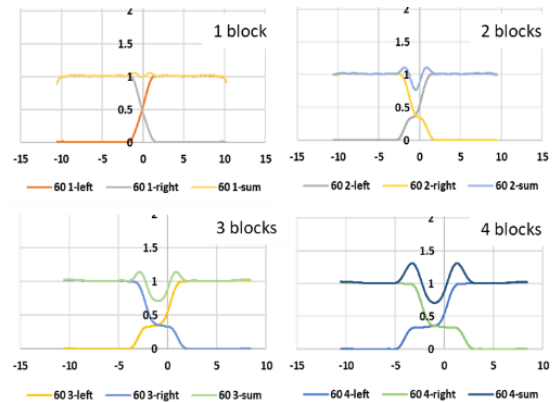 2
1 block
1.5
1
0.5
0
-15 -10 -5 0 5 10 15
60 1-left 60 1-right 60 1-sum
2
2 blocks
1.5
1
0.5
0
-15 -10 -5 0 5 10 15
60 2-left 60 2-right 60 2-sum
2
3 blocks
1.5
1
0.5
0
-15 -10 -5 0 5 10
60 3-left 60 3-right 60 3-sum
2
4 blocks
1.5
1
0.5
0
-15 -10 -5 0 5 10
60 4-left 60 4-right 60 4-sum